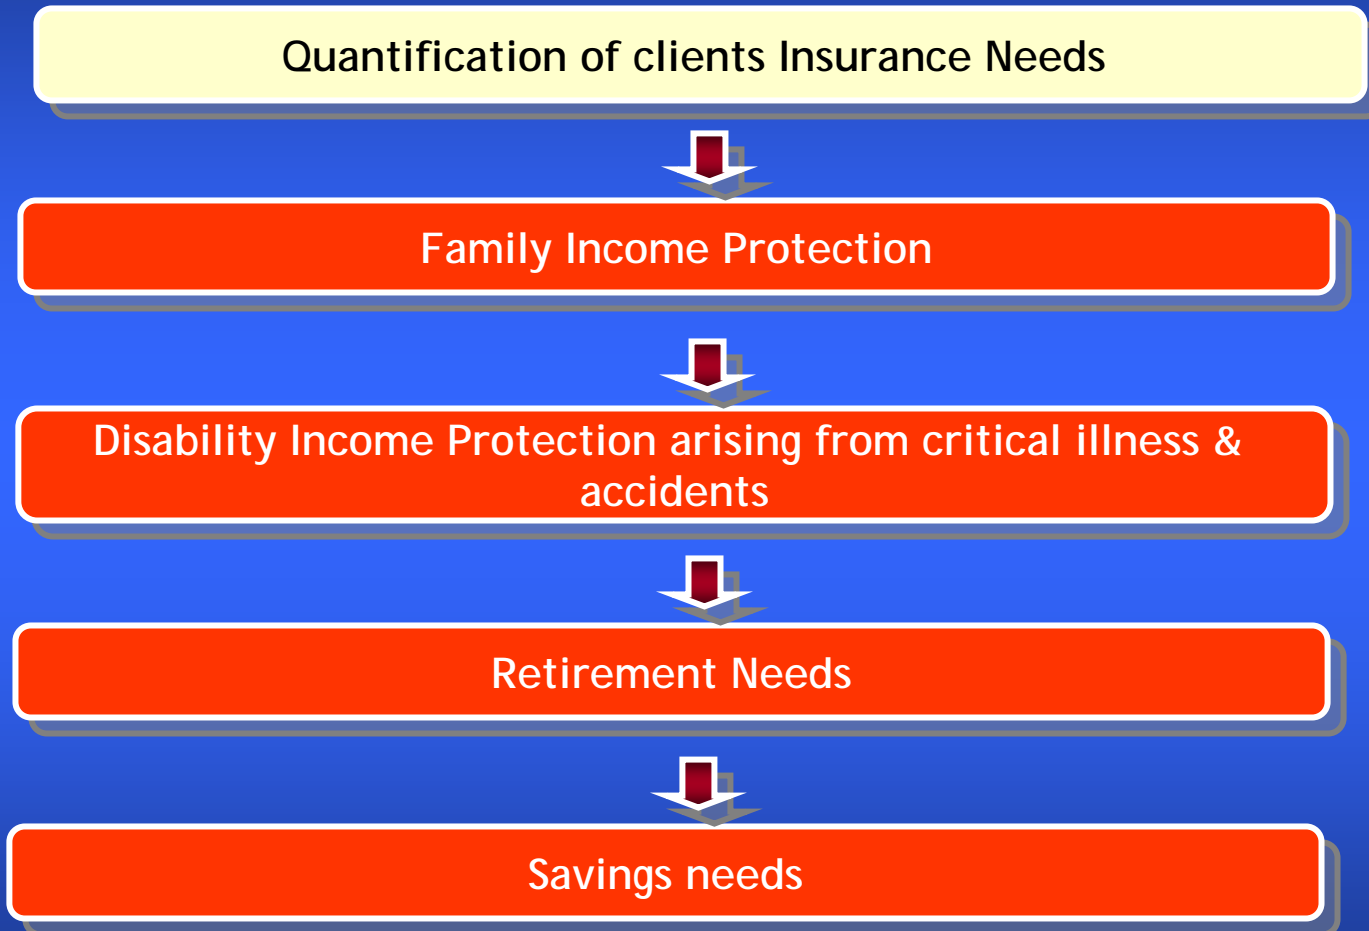 Quantification of clients Insurance Needs
Family Income Protection
Disability Income Protection arising from critical illness &
accidents
Retirement Needs
Savings needs